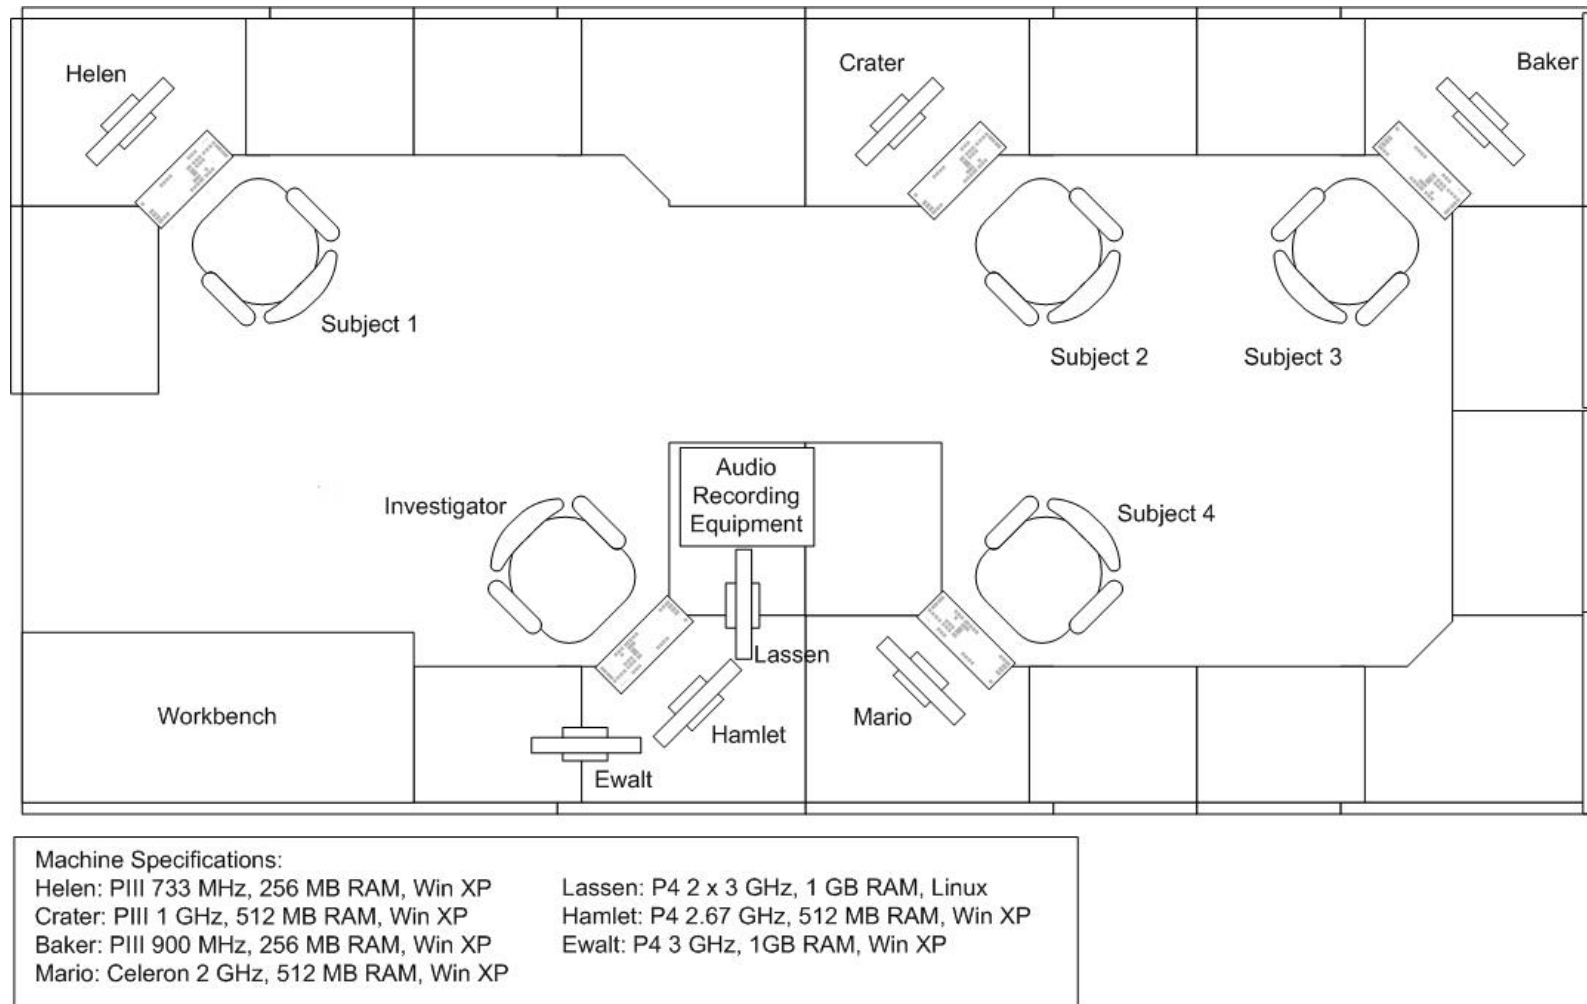 Helen
Crater
Baker
Subject 1
Subject 2
Subject 3
Investigator
Audio
Recording
Equipment
Subject 4
Lassen
Workbench
Mario
Hamlet
Ewalt
Machine Specifications:
Helen: PIII 733 MHz, 256 MB RAM, Win XP
Crater: PIII 1 GHz, 512 MB RAM, Win XP
Baker: PIII 900 MHz, 256 MB RAM, Win XP
Mario: Celeron 2 GHz, 512 MB RAM, Win XP
Lassen: P4 2 x 3 GHz, 1 GB RAM, Linux
Hamlet: P4 2.67 GHz, 512 MB RAM, Win XP
Ewalt: P4 3 GHz, 1GB RAM, Win XP